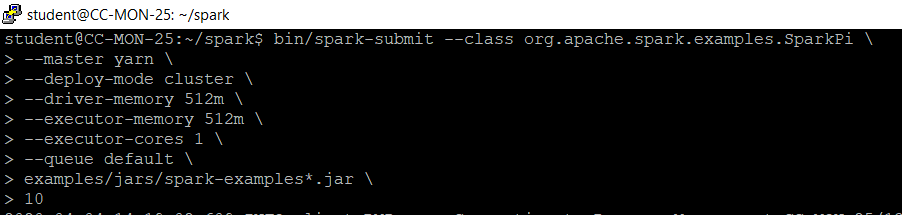 student@CC-MON-25: ~/spark
student@CC-MON-25:~/spark$ bin/spark-submit --class org.apache.spark.examples.SparkPi \
> --master yarn \
> --deploy-mode cluster \
> --driver-memory 512m \
> --executor-memory 512m \
> --executor-cores 1 \
> --queue default \
> examples/jars/spark-examples*.jar \
> 10